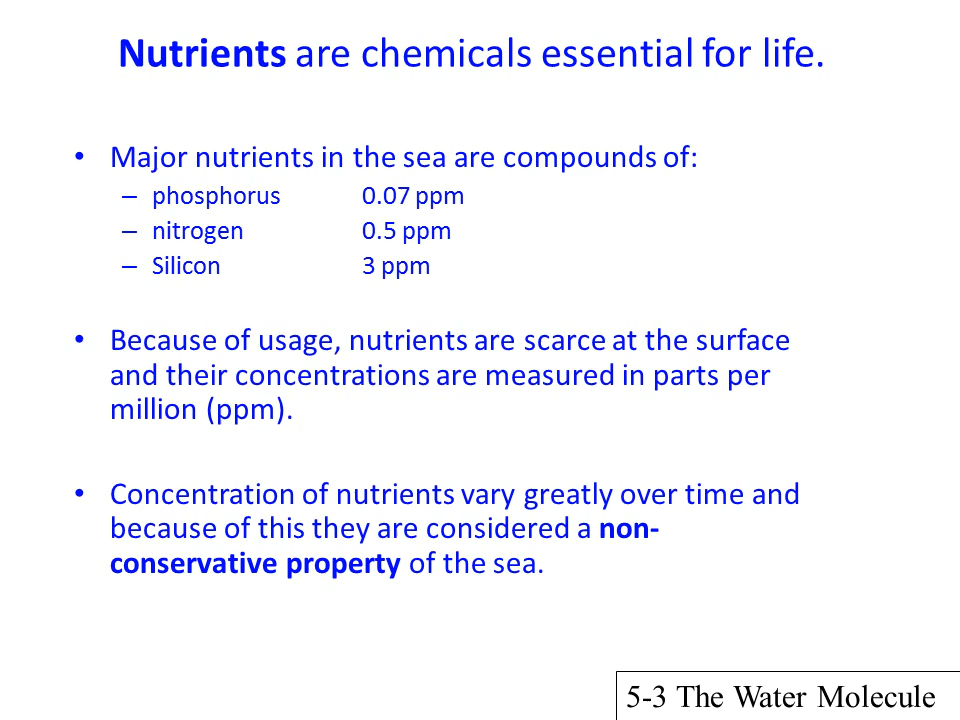 Nutrients are chemicals essential for life.
• Major nutrients in the sea are compounds of:
– phosphorus 0.07 ppm
– nitrogen 0.5 ppm
– Silicon 3 ppm
• Because of usage, nutrients are scarce at the surface
and their concentrations are measured in parts per
million (ppm).
• Concentration of nutrients vary greatly over time and
because of this they are considered a non-
conservative property of the sea.
5-3 The Water Molecule